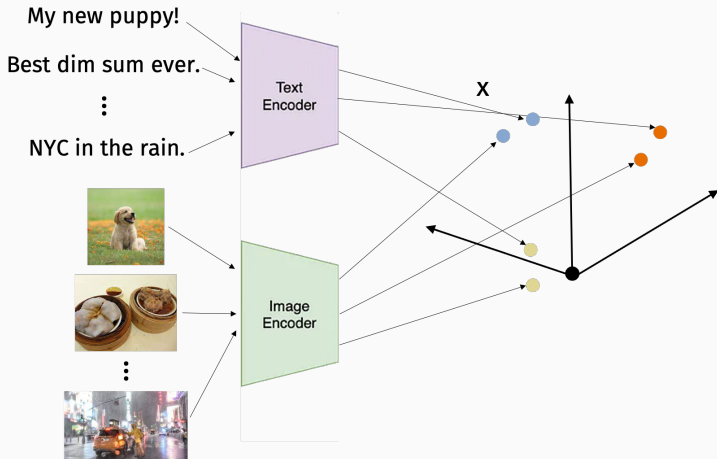 My new puppy!
Best dim sum ever.
NYC in the rain.
Text
Encoder
X
Image
Encoder